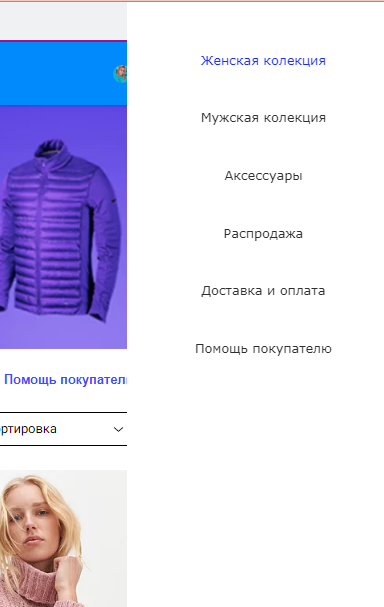 Женская колекция
Мужская колекция
Аксессуары
Распродажа
Доставка и оплата
Помощь покупателю
Помощь покупател
ртировка